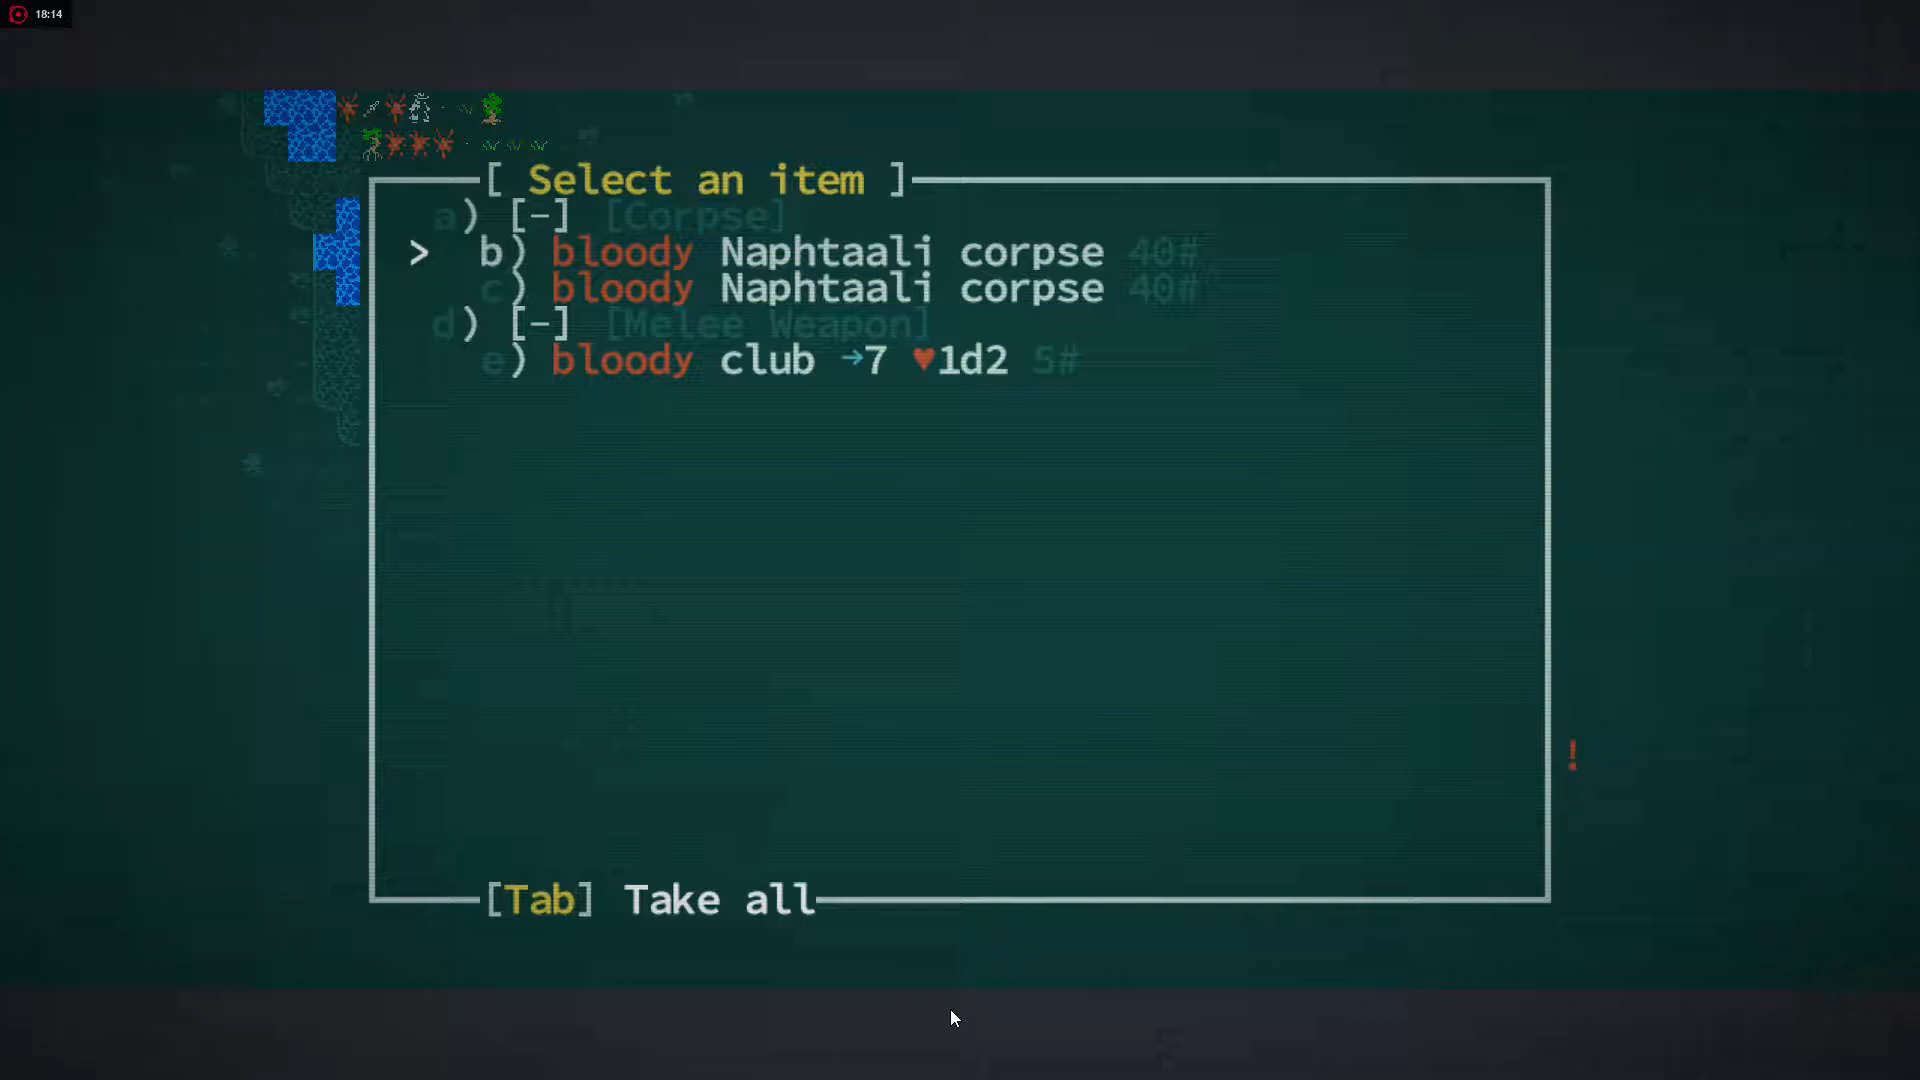 18:14
[ Select an item ]
a) [-] [Corpse]
> b) bloody Naphtaali corpse 40#
c) bloody Naphtaali corpse 40#
d) [-] [Melee Weapon]
e) bloody club →7 ♥1d2 5#
!
[Tab] Take all